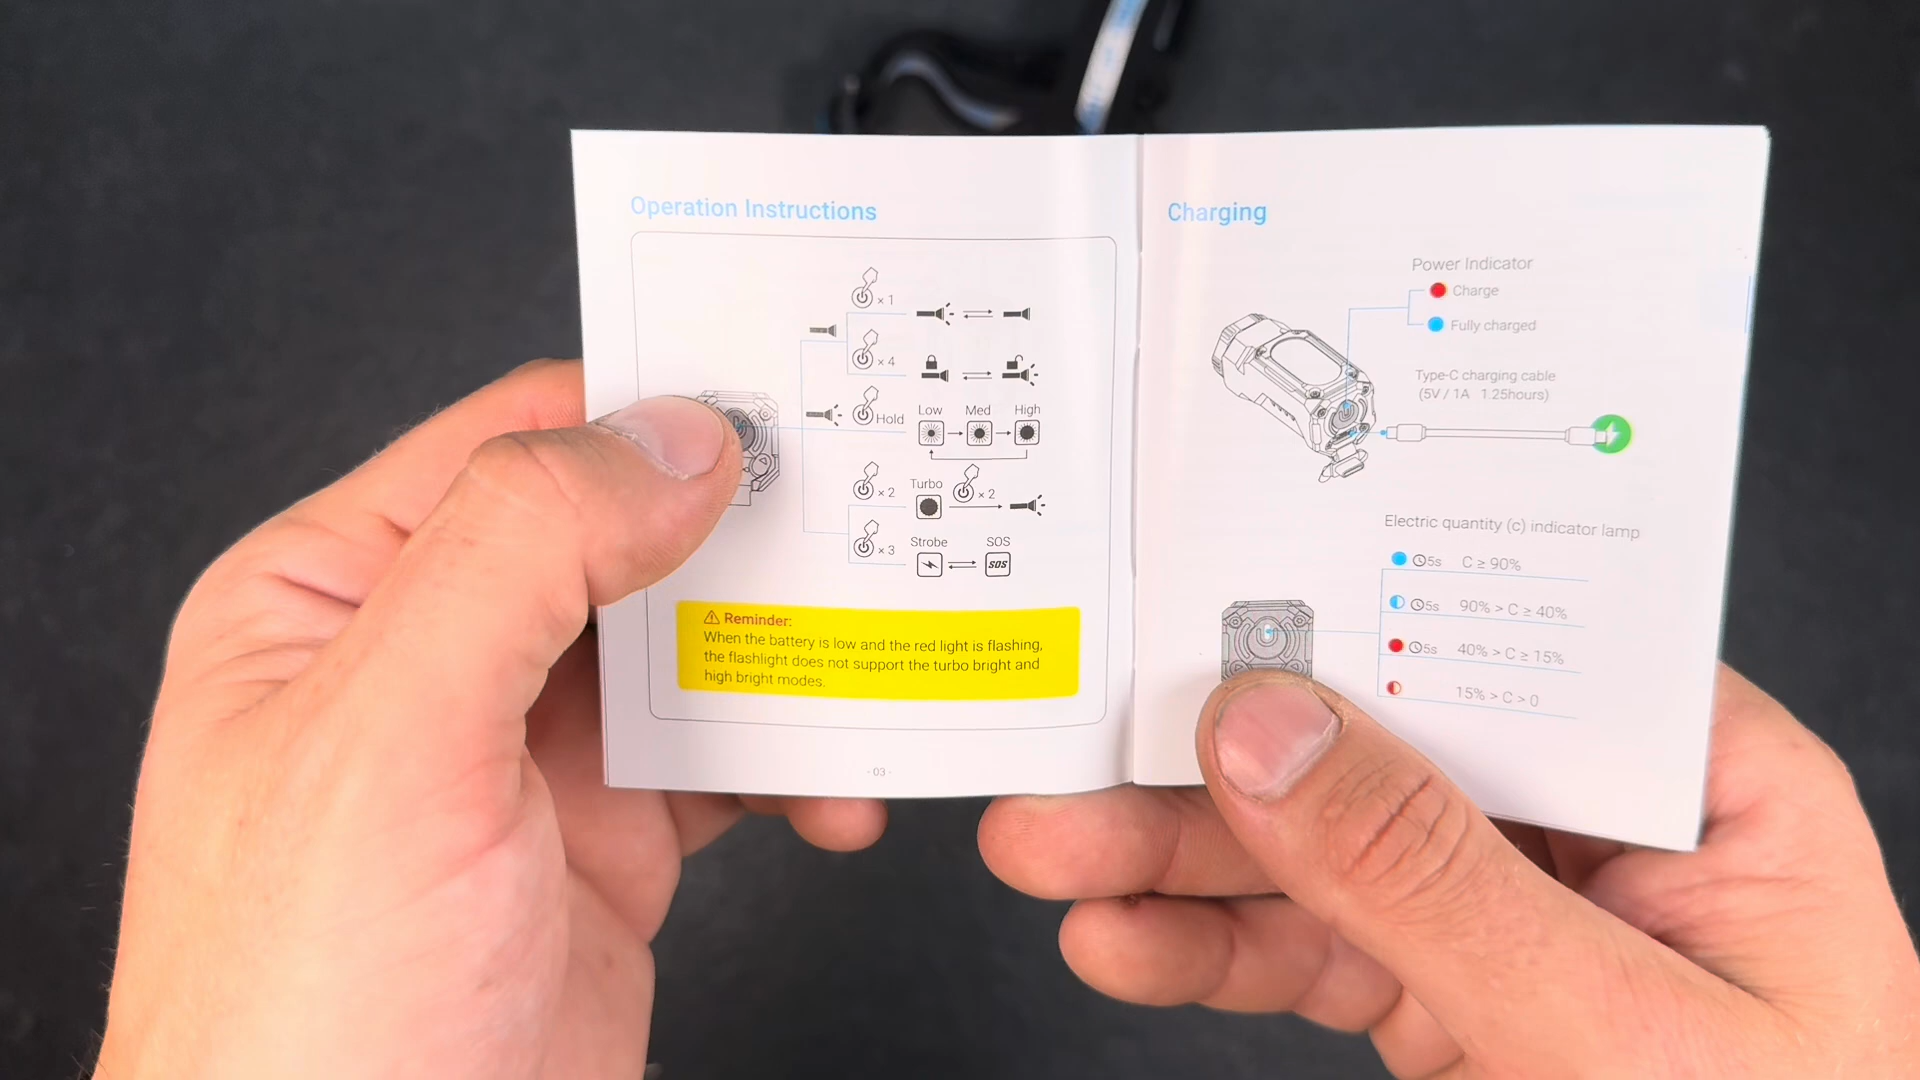 Operation Instructions
× 1
× 4
Hold
Low Med High
× 2
Turbo
× 2
× 3
Strobe SOS
SOS
Reminder:
When the battery is low and the red light is flashing,
the flashlight does not support the turbo bright and
high bright modes.
- 03 -
Charging
Power Indicator
Charge
Fully charged
Type-C charging cable
(5V / 1A 1.25hours)
Electric quantity (c) indicator lamp
5s C ≥ 90%
5s 90% > C ≥ 40%
5s 40% > C ≥ 15%
15% > C > 0